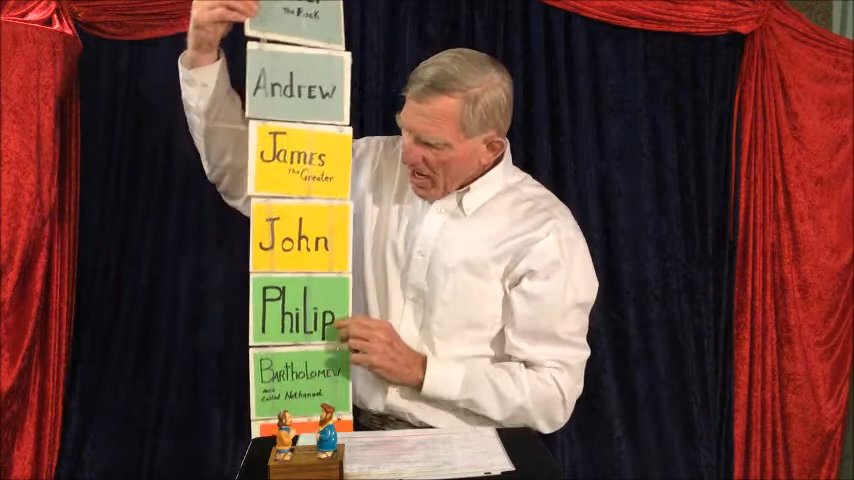 the Rock
Andrew
James
the Greater
John
Philip
Bartholomew
also
called Nathanael